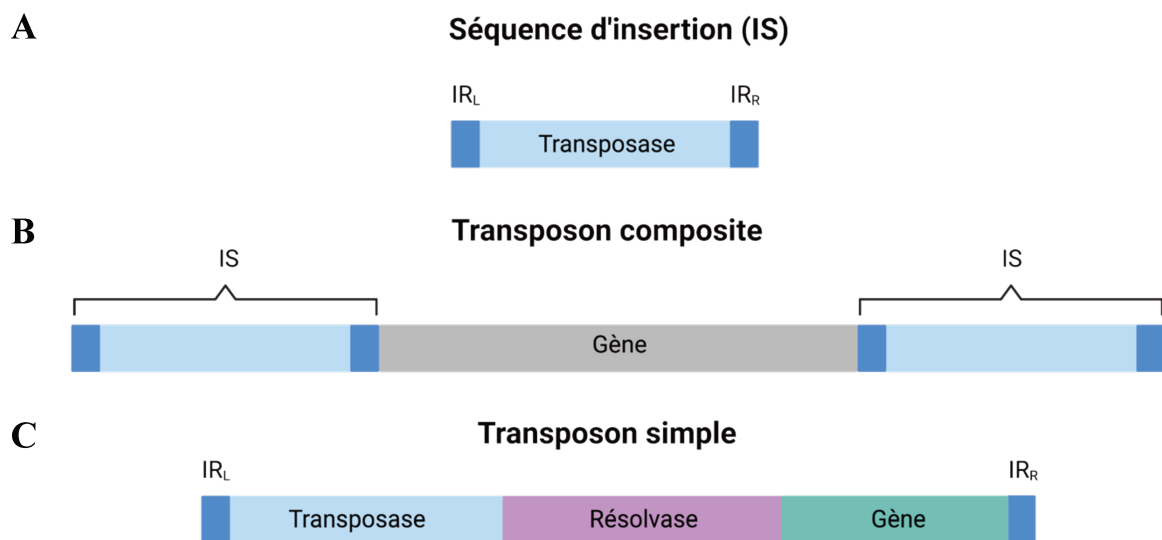 A
Séquence d'insertion (IS)
IRL IRR
Transposase
B
Transposon composite
IS IS
Gène
C
Transposon simple
IRL IRR
Transposase Résolvase Gène